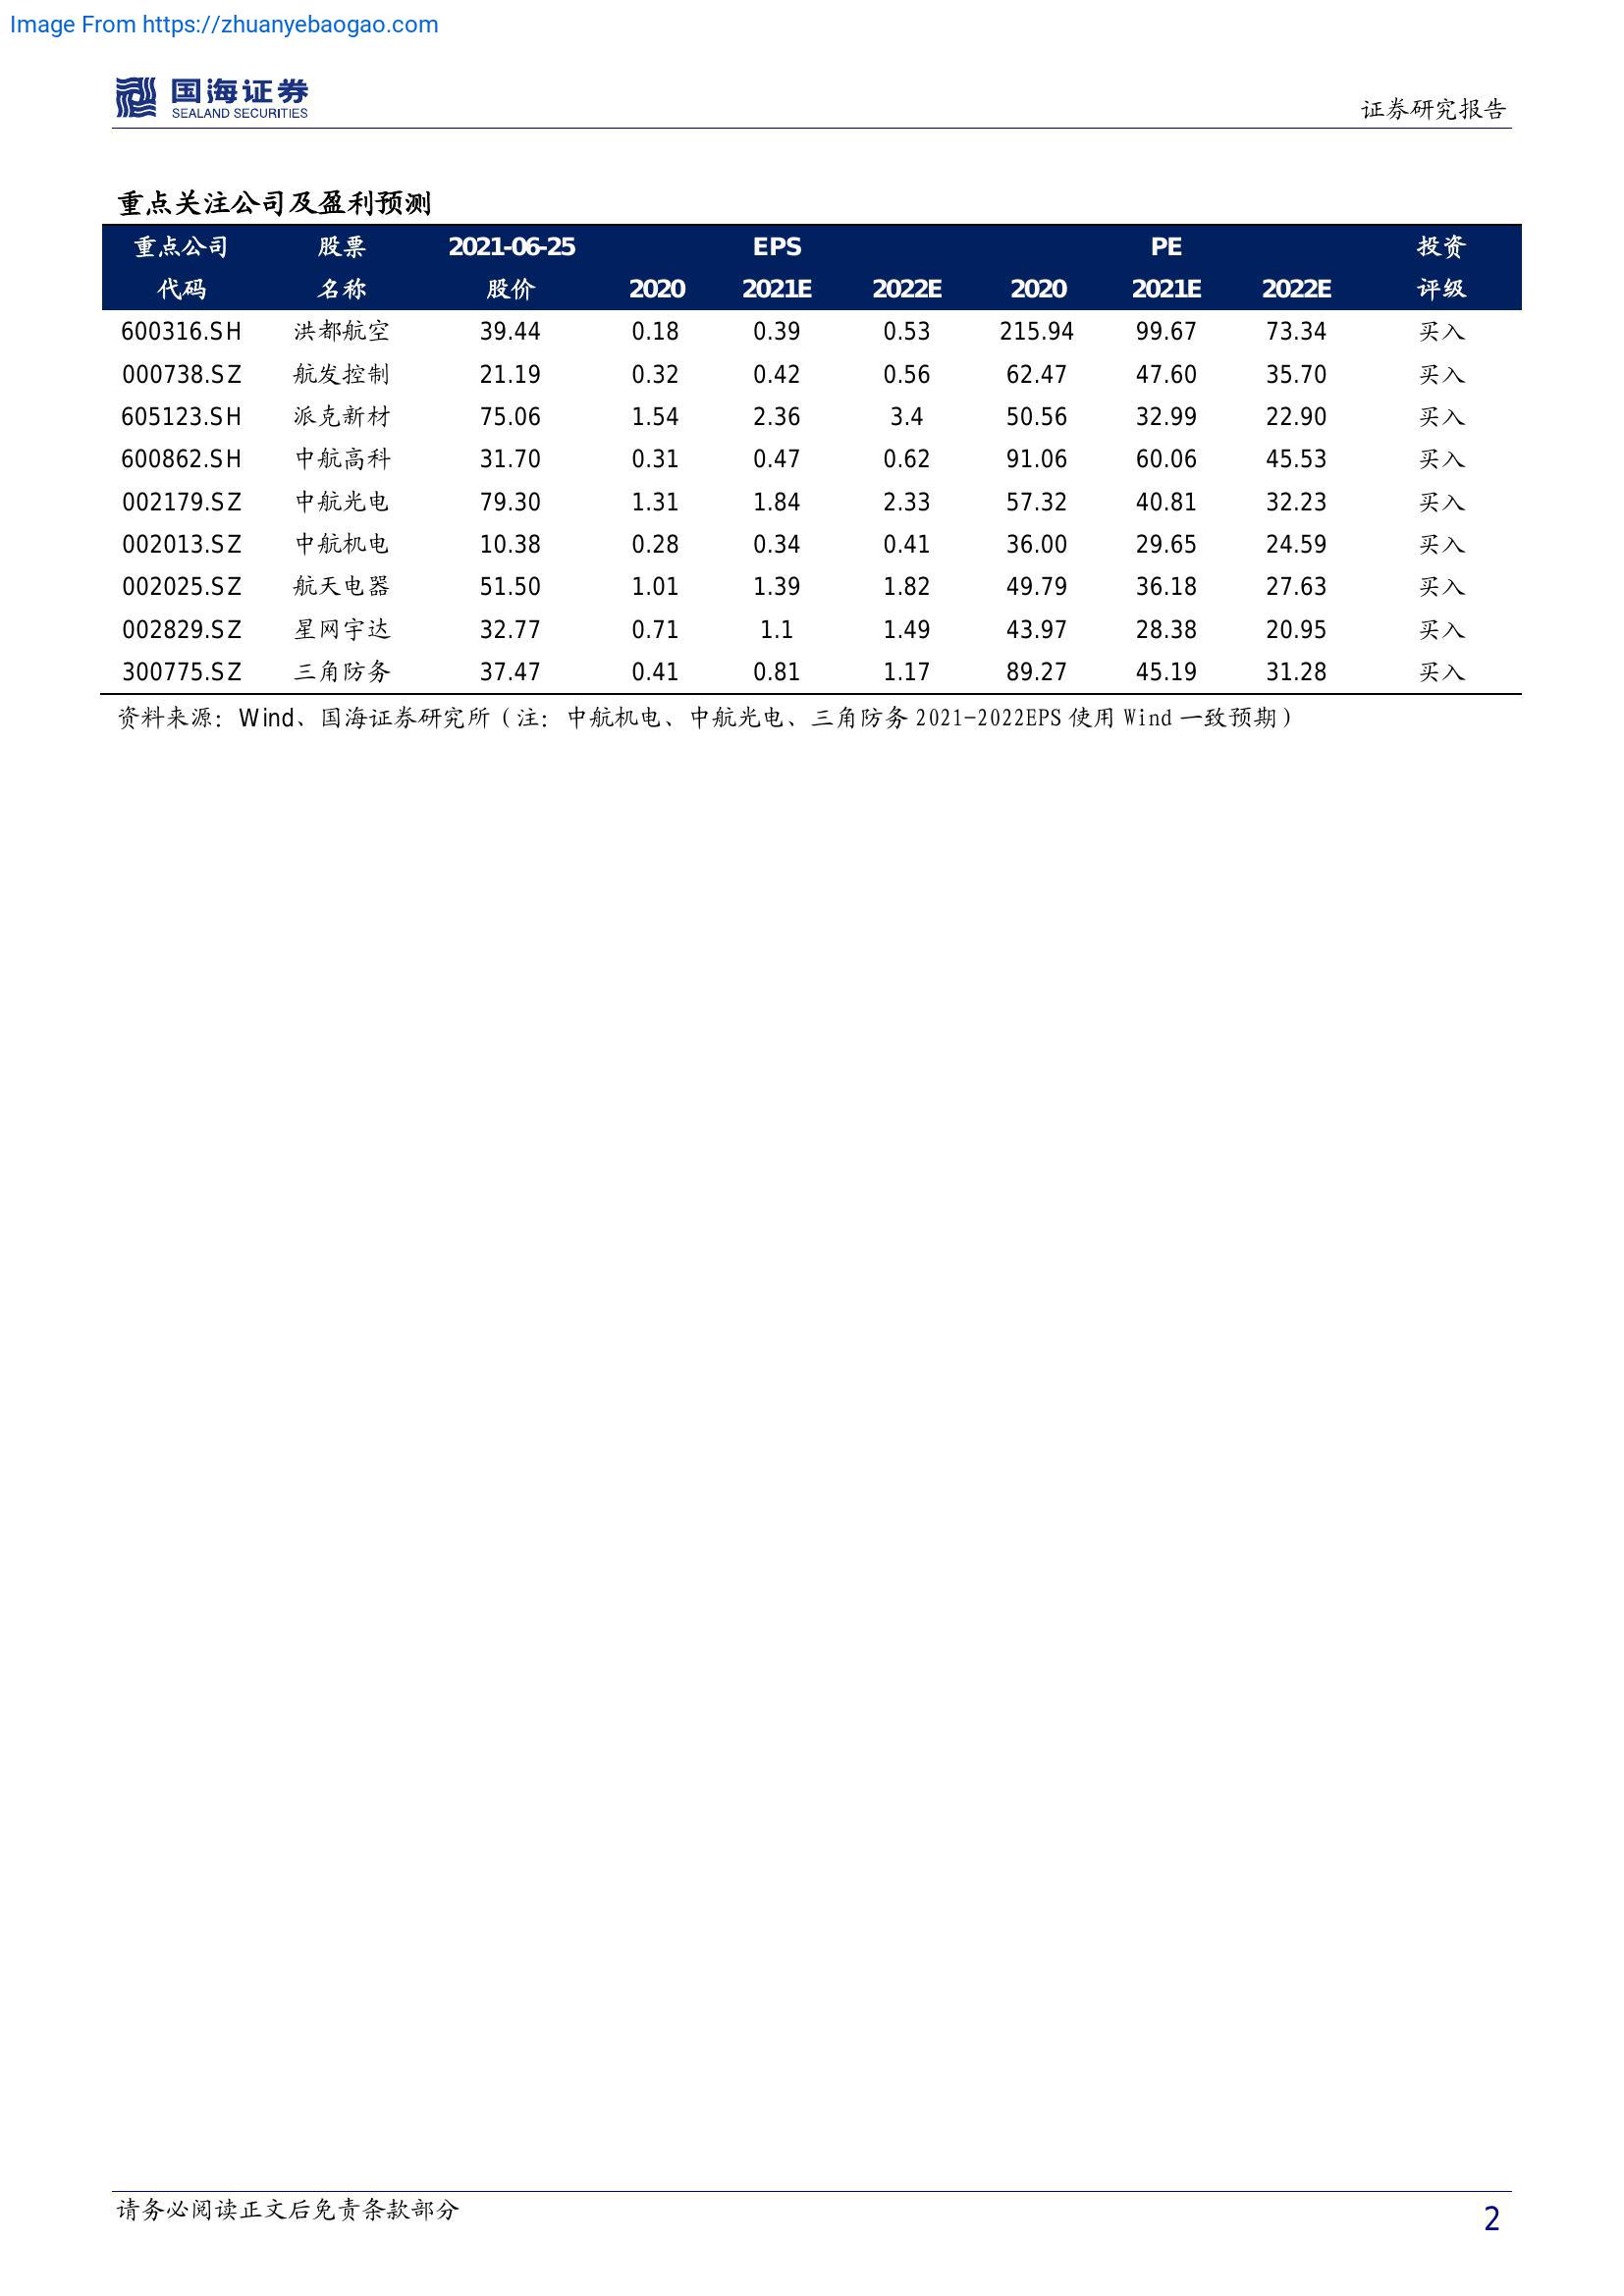 Image From https://zhuanyebaogao.com
国海证券
SEALAND SECURITIES
证券研究报告
重点关注公司及盈利预测
重点公司 股票 2021-06-25 EPS PE 投资
代码 名称 股价 2020 2021E 2022E 2020 2021E 2022E 评级
600316.SH 洪都航空 39.44 0.18 0.39 0.53 215.94 99.67 73.34 买入
000738.SZ 航发控制 21.19 0.32 0.42 0.56 62.47 47.60 35.70 买入
605123.SH 派克新材 75.06 1.54 2.36 3.4 50.56 32.99 22.90 买入
600862.SH 中航高科 31.70 0.31 0.47 0.62 91.06 60.06 45.53 买入
002179.SZ 中航光电 79.30 1.31 1.84 2.33 57.32 40.81 32.23 买入
002013.SZ 中航机电 10.38 0.28 0.34 0.41 36.00 29.65 24.59 买入
002025.SZ 航天电器 51.50 1.01 1.39 1.82 49.79 36.18 27.63 买入
002829.SZ 星网宇达 32.77 0.71 1.1 1.49 43.97 28.38 20.95 买入
300775.SZ 三角防务 37.47 0.41 0.81 1.17 89.27 45.19 31.28 买入
资料来源：Wind、国海证券研究所（注：中航机电、中航光电、三角防务 2021-2022EPS 使用 Wind 一致预期）
请务必阅读正文后免责条款部分
2